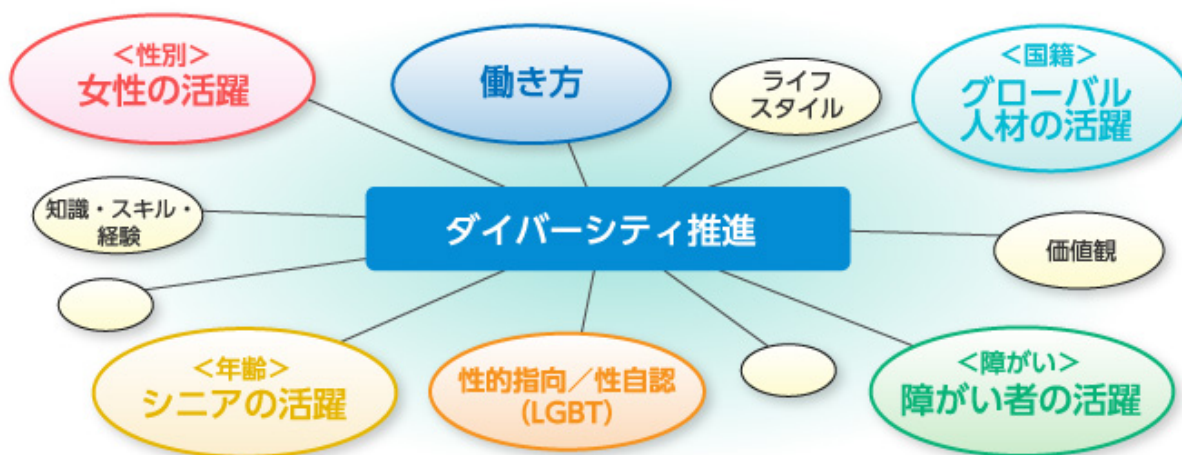 <性別>
女性の活躍
働き方
ライフ
スタイル
<国籍>
グローバル
人材の活躍
知識・スキル・
経験
ダイバーシティ推進
価値観
<年齢>
シニアの活躍
性的指向／性自認
(LGBT)
<障がい>
障がい者の活躍